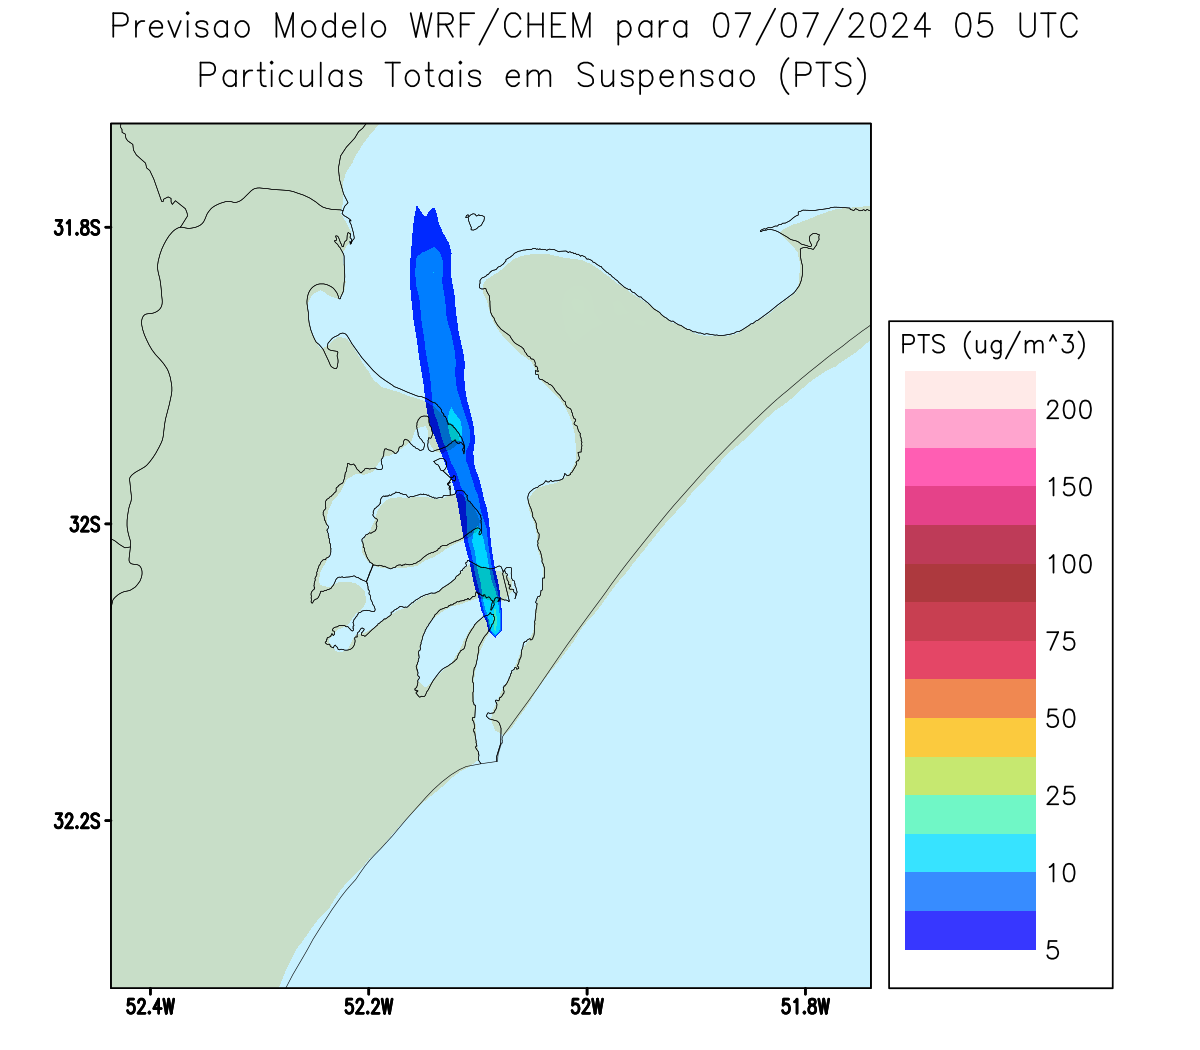 Previsao Modelo WRF/CHEM para 07/07/2024 05 UTC
Particulas Totais em Suspensao (PTS)
31.8S
32S
32.2S
52.4W 52.2W 52W 51.8W
PTS (ug/m^3)
200
150
100
75
50
25
10
5